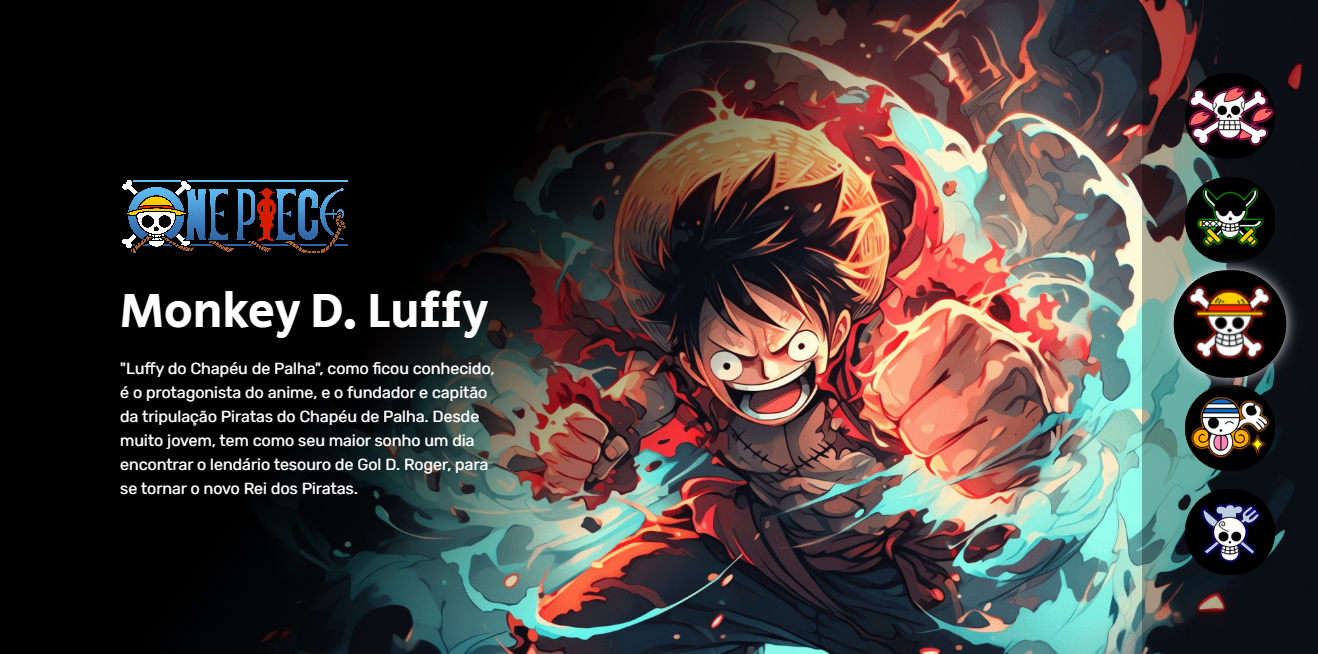 ONE PIECE
Monkey D. Luffy
"Luffy do Chapéu de Palha", como ficou conhecido,
é o protagonista do anime, e o fundador e capitão
da tripulação Piratas do Chapéu de Palha. Desde
muito jovem, tem como seu maior sonho um dia
encontrar o lendário tesouro de Gol D. Roger, para
se tornar o novo Rei dos Piratas.